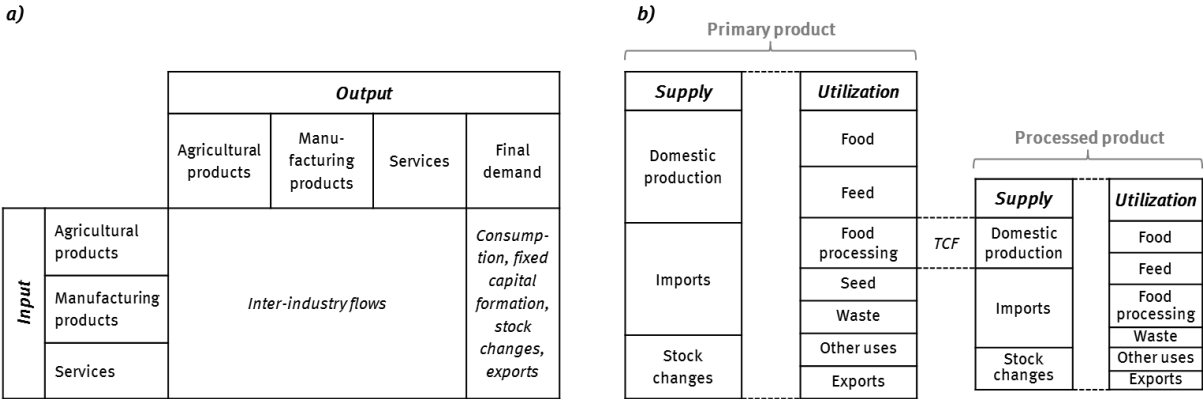 a)
Output
Agricultural
products
Manu-
facturing
products
Services
Final
demand
Input
Agricultural
products
Manufacturing
products
Services
Inter-industry flows
Consump-
tion, fixed
capital
formation,
stock
changes,
exports
b)
Primary product
Supply
Domestic
production
Imports
Stock
changes
Utilization
Food
Feed
Food
processing
Seed
Waste
Other uses
Exports
TCF
Processed product
Supply
Domestic
production
Imports
Stock
changes
Utilization
Food
Feed
Food
processing
Waste
Other uses
Exports